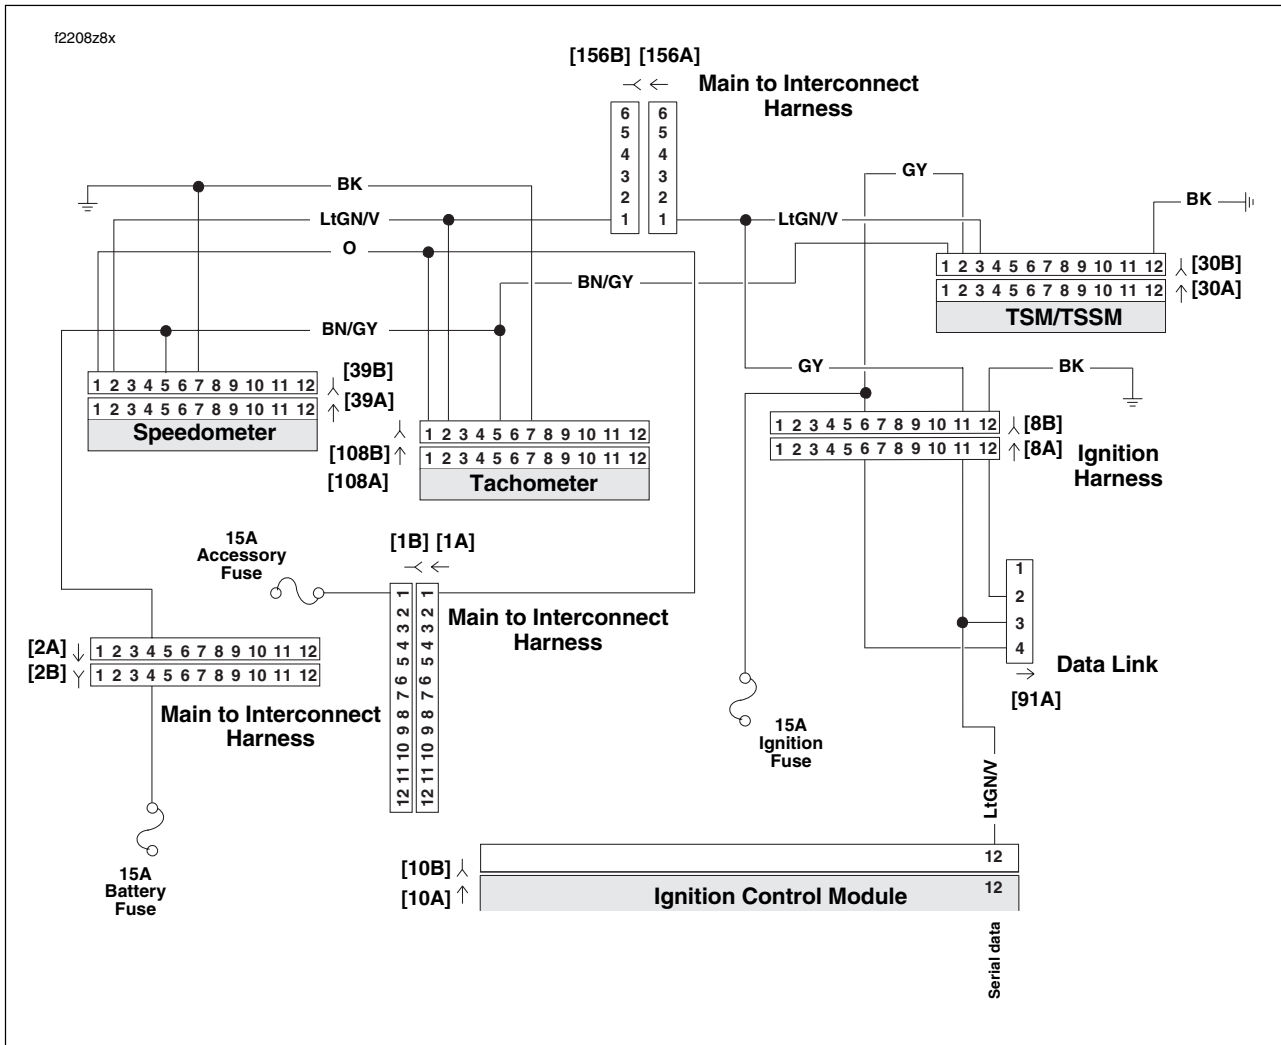 f2208z8x
[156B] [156A]
Main to Interconnect
Harness
6 6
5 5
4 4
3 3
2 2
1 1
GY
BK
BK
LtGN/V
LtGN/V
O
BN/GY
[30B]
1 2 3 4 5 6 7 8 9 10 11 12
[30A]
1 2 3 4 5 6 7 8 9 10 11 12
TSM/TSSM
BN/GY
[39B]
1 2 3 4 5 6 7 8 9 10 11 12
[39A]
1 2 3 4 5 6 7 8 9 10 11 12
Speedometer
GY
BK
[8B]
1 2 3 4 5 6 7 8 9 10 11 12
[8A]
1 2 3 4 5 6 7 8 9 10 11 12
Ignition
Harness
[108B]
1 2 3 4 5 6 7 8 9 10 11 12
[108A]
1 2 3 4 5 6 7 8 9 10 11 12
Tachometer
15A
Accessory
Fuse
[1B] [1A]
1 2 3 4 5 6 7 8 9 10 11 12
1 2 3 4 5 6 7 8 9 10 11 12
Main to Interconnect
Harness
1
2
3
4
Data Link
[91A]
[2A]
1 2 3 4 5 6 7 8 9 10 11 12
[2B]
1 2 3 4 5 6 7 8 9 10 11 12
Main to Interconnect
Harness
15A
Ignition
Fuse
LtGN/V
15A
Battery
Fuse
[10B]
12
[10A]
12
Ignition Control Module
Serial data